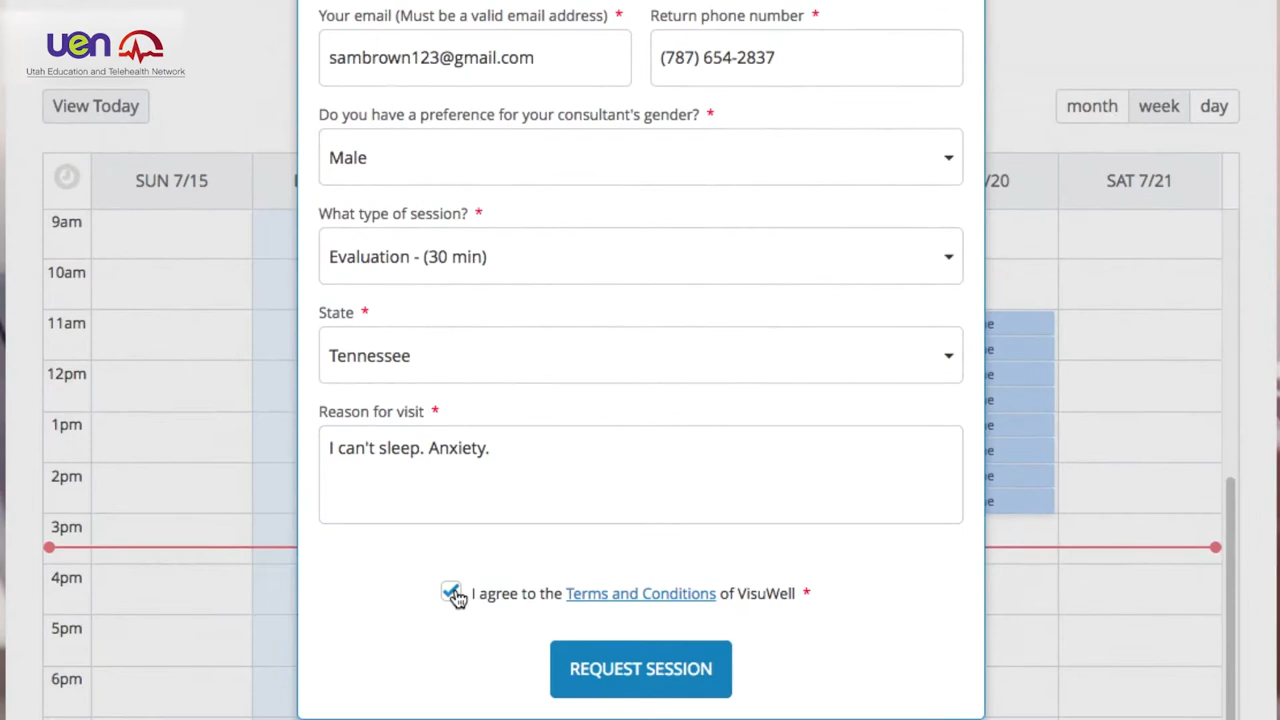 uen
Utah Education and Telehealth Network
View Today
month week day
SUN 7/15
/20
SAT 7/21
9am
10am
11am
12pm
1pm
2pm
3pm
4pm
5pm
6pm
Your email (Must be a valid email address) *
Return phone number *
sambrown123@gmail.com
(787) 654-2837
Do you have a preference for your consultant's gender? *
Male
What type of session? *
Evaluation - (30 min)
State *
Tennessee
Reason for visit *
I can't sleep. Anxiety.
I agree to the Terms and Conditions of VisuWell *
REQUEST SESSION